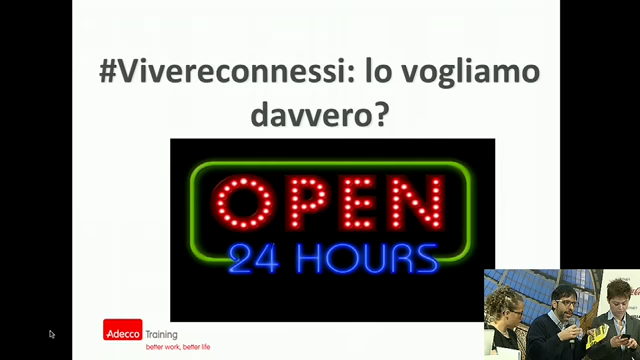 #Vivereconnessi: lo vogliamo
davvero?
OPEN
24 HOURS
Adecco Training
better work, better life